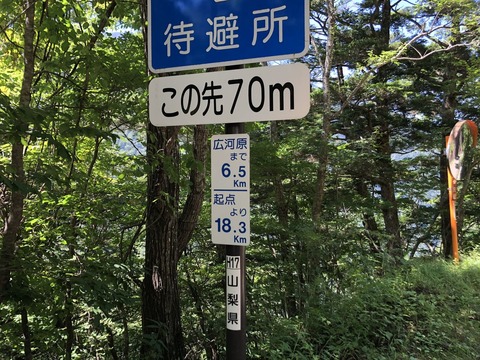 待避所
この先70m
広河原
まで
6.5
Km
起点
より
18.3
Km
H17
山梨県